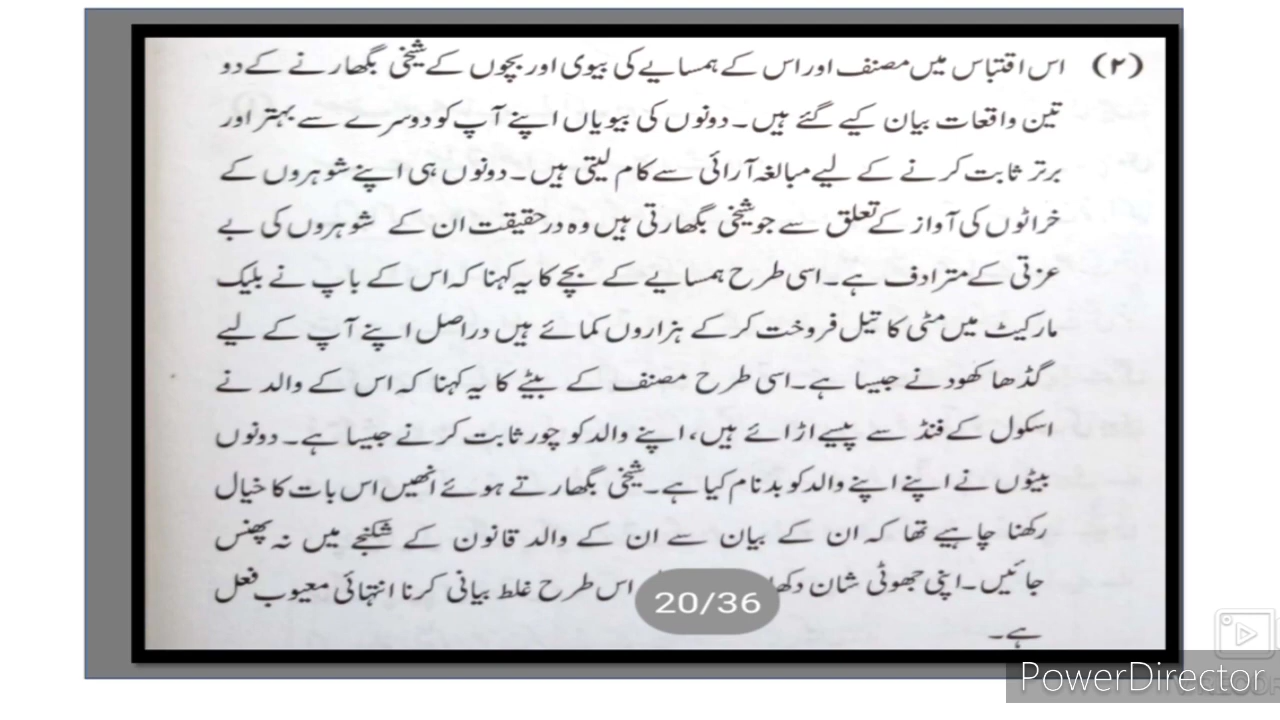 (۲) اس اقتباس میں مصنف اور اس کے ہمسایے کی بیوی اور بچوں کے شیخی بگھارنے کے دو
تین واقعات بیان کیے گئے ہیں۔ دونوں کی بیویاں اپنے آپ کو دوسرے سے بہتر اور
برتر ثابت کرنے کے لیے مبالغہ آرائی سے کام لیتی ہیں۔ دونوں ہی اپنے شوہروں کے
خراٹوں کی آواز کے تعلق سے جو شیخی بگھارتی ہیں وہ درحقیقت ان کے شوہروں کی بے
عزتی کے مترادف ہے۔ اسی طرح ہمسایے کے بچے کا یہ کہنا کہ اس کے باپ نے بلیک
مارکیٹ میں مٹی کا تیل فروخت کر کے ہزاروں کمائے ہیں دراصل اپنے آپ کے لیے
گڈھا کھودنے جیسا ہے۔ اسی طرح مصنف کے بیٹے کا یہ کہنا کہ اس کے والد نے
اسکول کے فنڈ سے پیسے اڑائے ہیں، اپنے والد کو چور ثابت کرنے جیسا ہے۔ دونوں
بیٹوں نے اپنے اپنے والد کو بدنام کیا ہے۔ شیخی بگھارتے ہوئے انھیں اس بات کا خیال
رکھنا چاہیے تھا کہ ان کے بیان سے ان کے والد قانون کے شکنجے میں نہ پھنس
جائیں۔ اپنی جھوٹی شان اس طرح غلط بیانی کرنا انتہائی معیوب فعل
ہے۔
20/36
PowerDirector